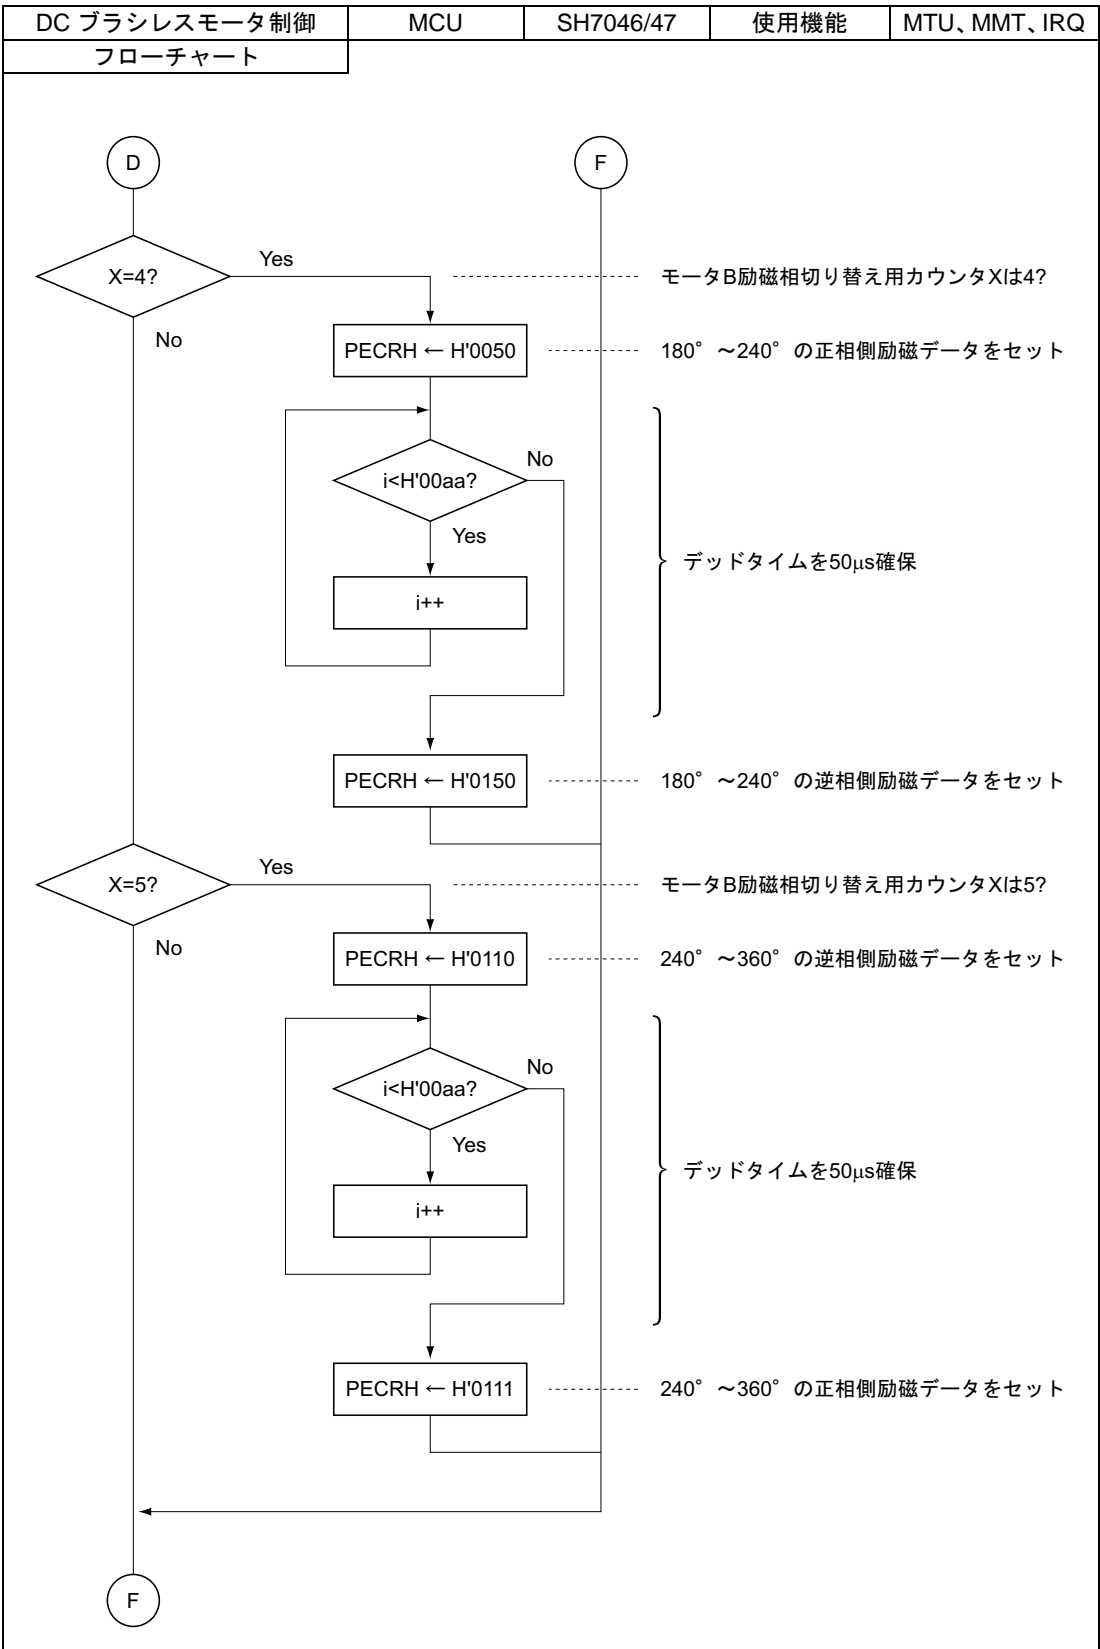 DC ブラシレスモータ制御 MCU SH7046/47 使用機能 MTU、MMT、IRQ
フローチャート
D
F
X=4?
Yes
モータB励磁相切り替え用カウンタXは4?
No
PECRH ← H'0050
180°～240°の正相側励磁データをセット
i<H'00aa?
No
Yes
デッドタイムを50μs確保
i++
PECRH ← H'0150
180°～240°の逆相側励磁データをセット
X=5?
Yes
モータB励磁相切り替え用カウンタXは5?
No
PECRH ← H'0110
240°～360°の逆相側励磁データをセット
i<H'00aa?
No
Yes
デッドタイムを50μs確保
i++
PECRH ← H'0111
240°～360°の正相側励磁データをセット
F